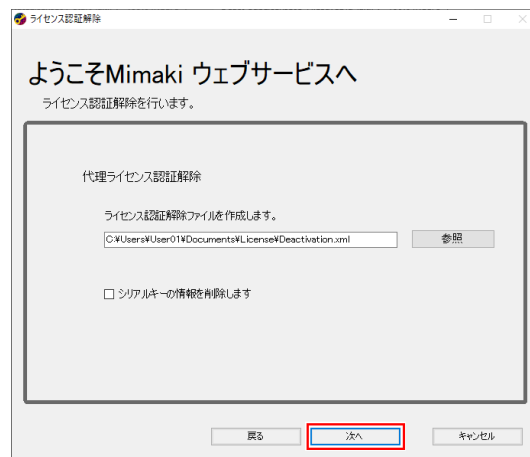 ライセンス認証解除
ようこそMimaki ウェブサービスへ
ライセンス認証解除を行います。
代理ライセンス認証解除
ライセンス認証解除ファイルを作成します。
C:¥Users¥User01¥Documents¥License¥Deactivation.xml 参照
シリアルキーの情報を削除します
戻る 次へ キャンセル